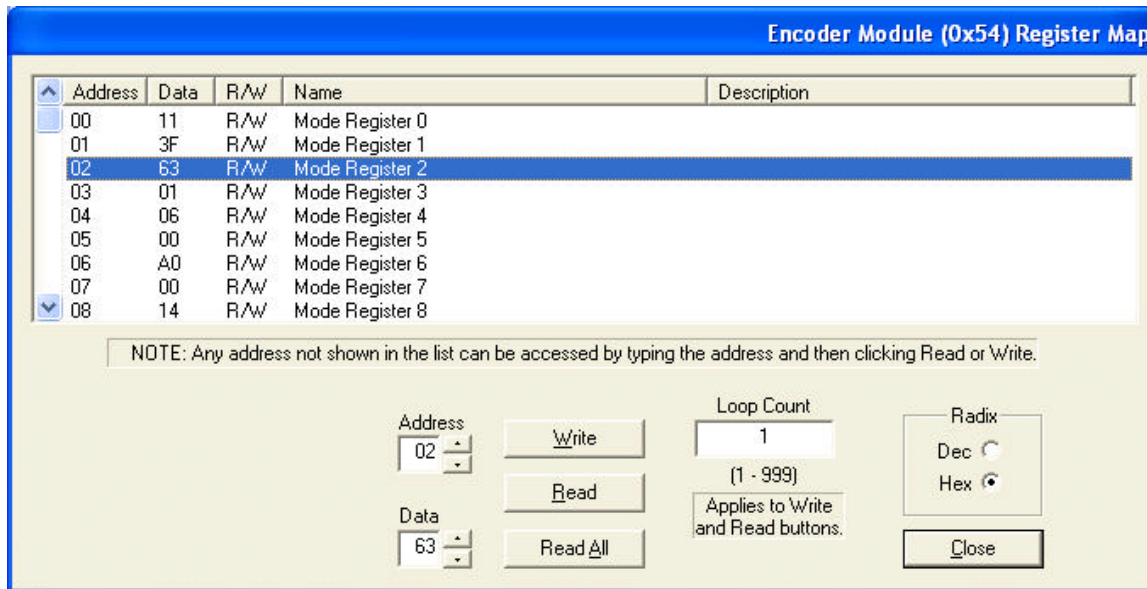 Encoder Module (0x54) Register Map
Address Data R/W Name Description
00 11 R/W Mode Register 0
01 3F R/W Mode Register 1
02 63 R/W Mode Register 2
03 01 R/W Mode Register 3
04 06 R/W Mode Register 4
05 00 R/W Mode Register 5
06 A0 R/W Mode Register 6
07 00 R/W Mode Register 7
08 14 R/W Mode Register 8
NOTE: Any address not shown in the list can be accessed by typing the address and then clicking Read or Write.
Address
02
Data
63
Write
Read
Read All
Loop Count
1
(1 - 999)
Applies to Write
and Read buttons.
Radix
Dec
Hex
Close